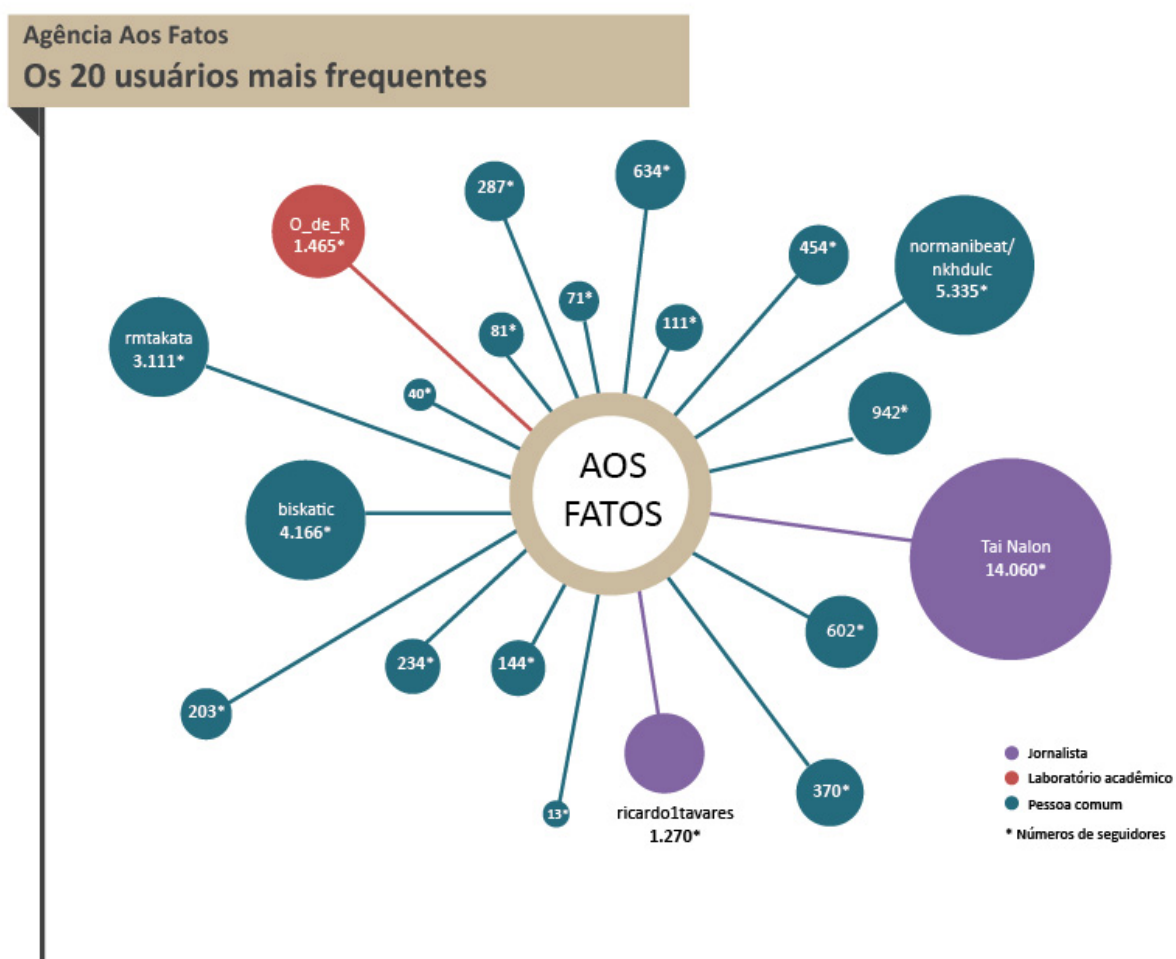 Agência Aos Fatos
Os 20 usuários mais frequentes
634*
287*
O_de_R
1.465*
454*
normanibeat/
nkhdulc
5.335*
71*
111*
81*
rmtakata
3.111*
40*
942*
AOS
FATOS
biskatic
4.166*
Tai Nalon
14.060*
602*
234*
144*
203*
370*
13*
ricardo1tavares
1.270*
Jornalista
Laboratório acadêmico
Pessoa comum
* Números de seguidores